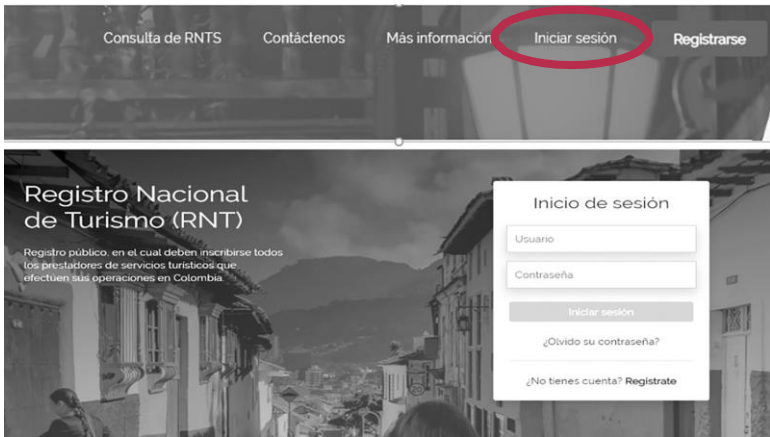 Consulta de RNTS
Contáctenos
Más información
Iniciar sesión
Registrarse
Registro Nacional
de Turismo (RNT)
Registro público, en el cual deben inscribirse todos
los prestadores de servicios turísticos que
efectúen sus operaciones en Colombia.
Inicio de sesión
Usuario
Contraseña
Iniciar sesión
¿Olvido su contraseña?
¿No tienes cuenta? Regístrate